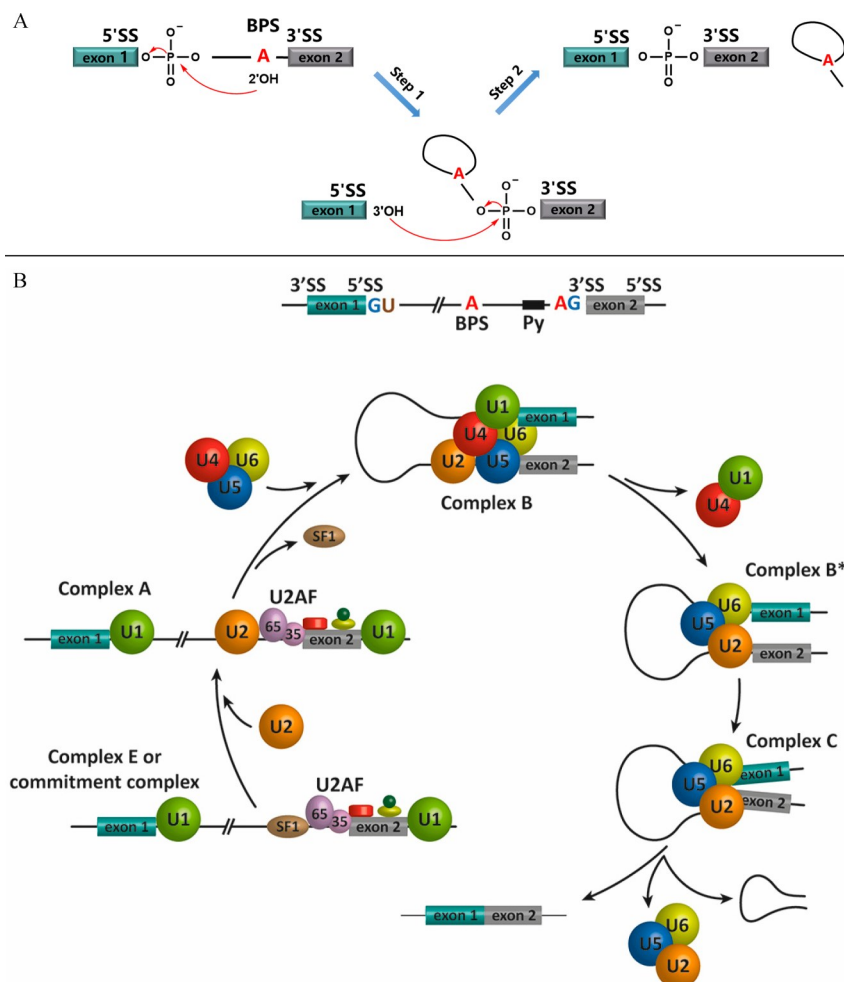 A
5'SS BPS 3'SS
exon 1 O P O A exon 2
O⁻
O
2'OH
Step 1
Step 2
5'SS 3'SS
exon 1 O P O exon 2
O⁻
O
A
A
5'SS 3'SS
exon 1 3'OH O P O exon 2
O⁻
O
B
3'SS 5'SS 3'SS 5'SS
exon 1 GU A AG exon 2
BPS Py
U1 exon 1
U4 U6
U2 U5 exon 2
Complex B
U4 U6
U5
U1
U4
SF1
Complex A
U2AF
exon 1 U1 U2 65 35 exon 2 U1
Complex B*
U6 exon 1
U5
U2 exon 2
U2
Complex E or
commitment complex
U2AF
exon 1 U1 SF1 65 35 exon 2 U1
Complex C
U6 exon 1
U5
U2 exon 2
exon 1 exon 2
U6
U5
U2